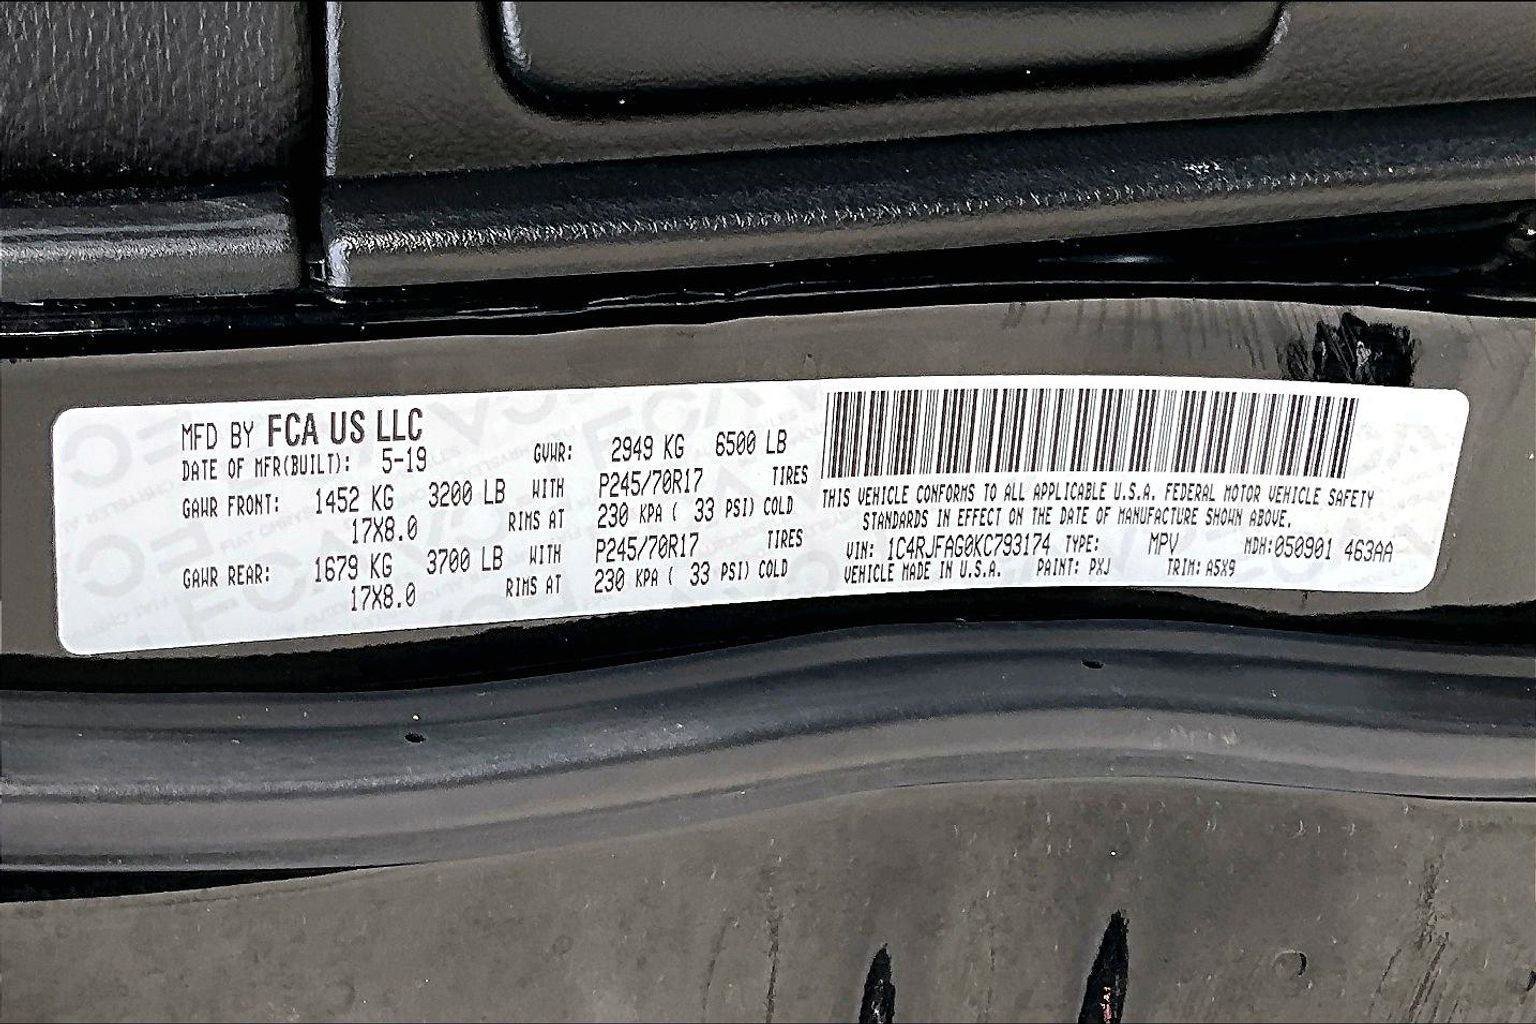 MFD BY FCA US LLC
DATE OF MFR(BUILT): 5-19 GVWR: 2949 KG 6500 LB
GAWR FRONT: 1452 KG 3200 LB WITH P245/70R17 TIRES
17X8.0 RIMS AT 230 KPA ( 33 PSI) COLD
GAWR REAR: 1679 KG 3700 LB WITH P245/70R17 TIRES
17X8.0 RIMS AT 230 KPA ( 33 PSI) COLD
THIS VEHICLE CONFORMS TO ALL APPLICABLE U.S.A. FEDERAL MOTOR VEHICLE SAFETY
STANDARDS IN EFFECT ON THE DATE OF MANUFACTURE SHOWN ABOVE.
VIN: 1C4RJFAG0KC793174 TYPE: MPV MDH:050901 463AA
VEHICLE MADE IN U.S.A. PAINT: PXJ TRIM: A5X9